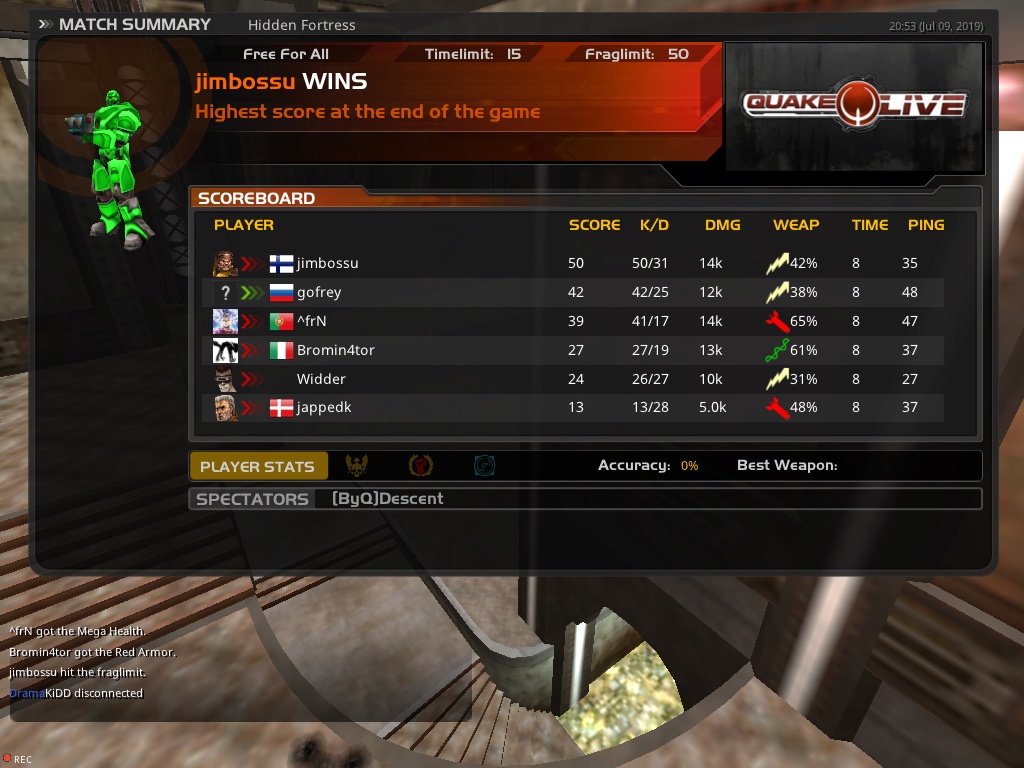 MATCH SUMMARY Hidden Fortress 20:53 (Jul 09, 2019)
Free For All Timelimit: 15 Fraglimit: 50
jimbossu WINS
Highest score at the end of the game
QUAKE LIVE
SCOREBOARD
PLAYER SCORE K/D DMG WEAP TIME PING
jimbossu 50 50/31 14k 42% 8 35
? gofrey 42 42/25 12k 38% 8 48
^frN 39 41/17 14k 65% 8 47
Bromin4tor 27 27/19 13k 61% 8 37
Widder 24 26/27 10k 31% 8 27
jappedk 13 13/28 5.0k 48% 8 37
PLAYER STATS Accuracy: 0% Best Weapon:
SPECTATORS [ByQ]Descent
^frN got the Mega Health.
Bromin4tor got the Red Armor.
jimbossu hit the fraglimit.
DramaKiDD disconnected
REC